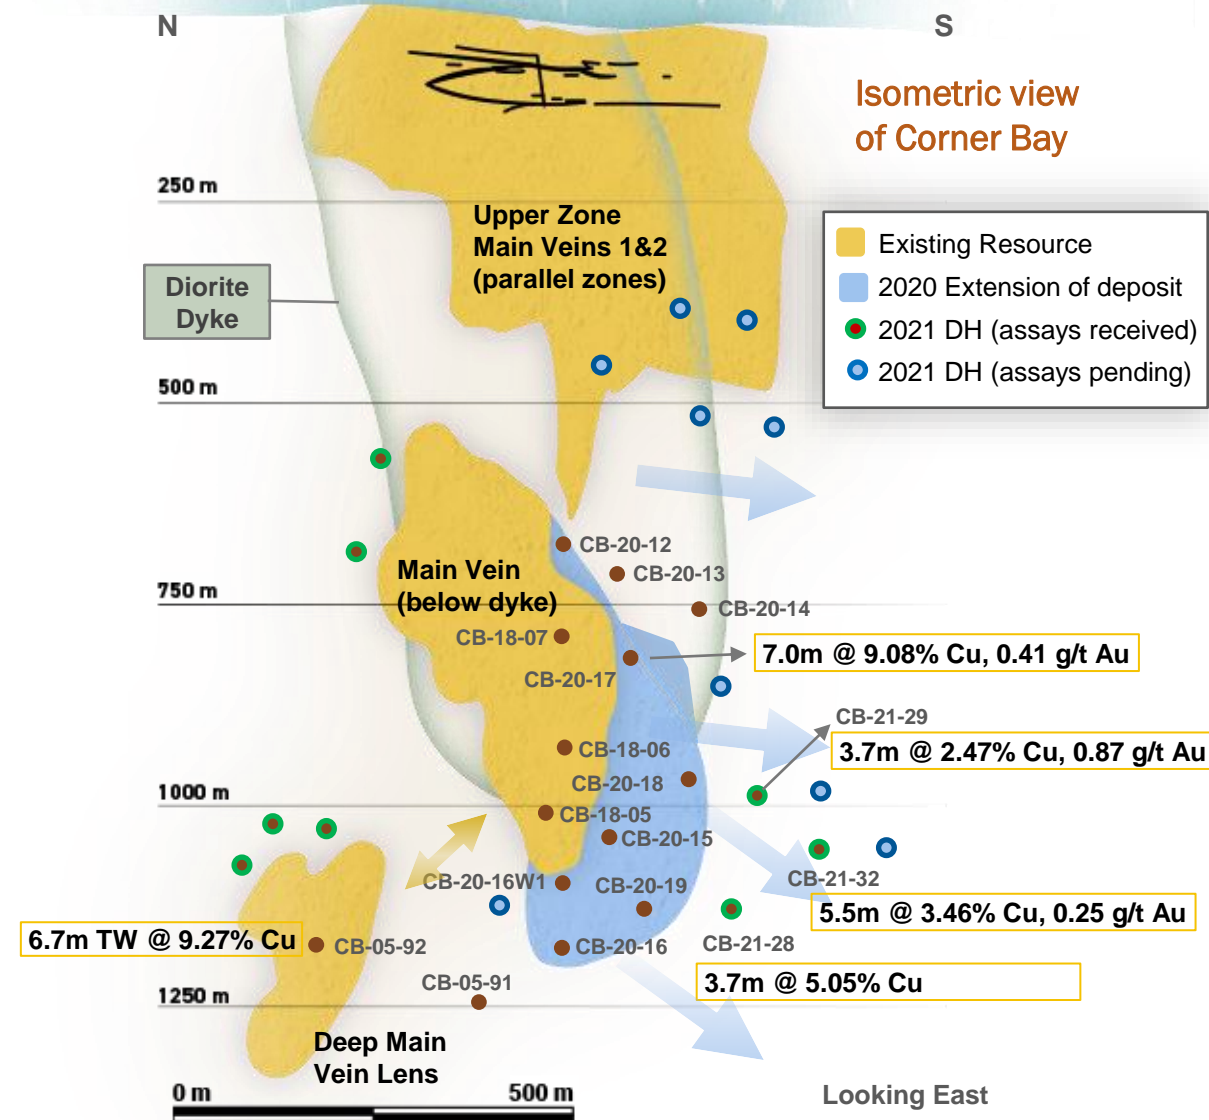 N
S
Isometric view
of Corner Bay
250 m
Upper Zone
Main Veins 1&2
(parallel zones)
Existing Resource
2020 Extension of deposit
2021 DH (assays received)
2021 DH (assays pending)
Diorite
Dyke
500 m
CB-20-12
CB-20-13
Main Vein
(below dyke)
750 m
CB-20-14
CB-18-07
7.0m @ 9.08% Cu, 0.41 g/t Au
CB-20-17
CB-21-29
CB-18-06
3.7m @ 2.47% Cu, 0.87 g/t Au
CB-20-18
1000 m
CB-18-05
CB-20-15
CB-20-16W1
CB-20-19
CB-21-32
5.5m @ 3.46% Cu, 0.25 g/t Au
6.7m TW @ 9.27% Cu
CB-05-92
CB-20-16
CB-21-28
CB-05-91
3.7m @ 5.05% Cu
1250 m
Deep Main
Vein Lens
0 m
500 m
Looking East